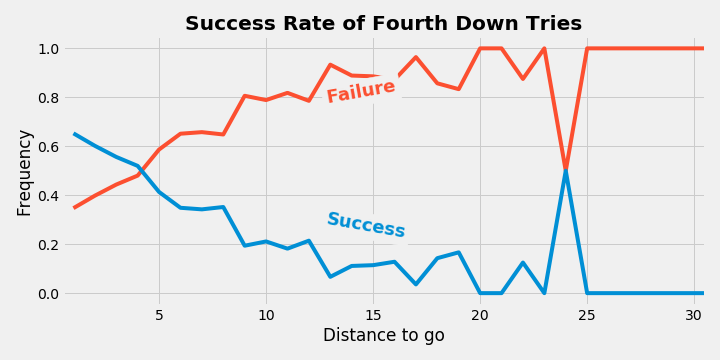 Success Rate of Fourth Down Tries
1.0
0.8
0.6
0.4
0.2
0.0
Frequency
Failure
Success
5 10 15 20 25 30
Distance to go